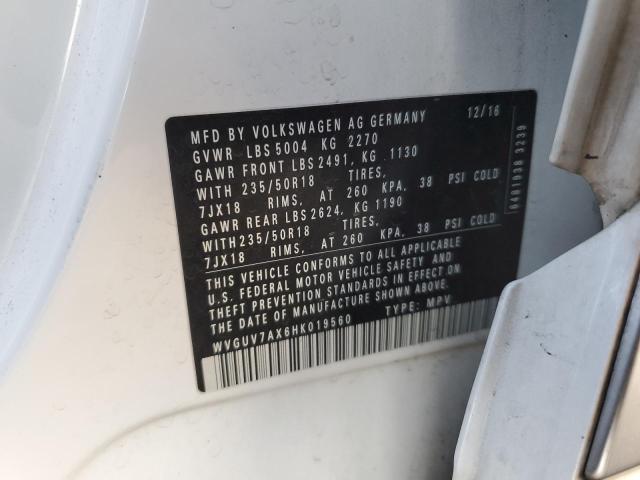 MFD BY VOLKSWAGEN AG GERMANY 12/16
GVWR LBS 5004 KG 2270
GAWR FRONT LBS 2491, KG 1130
WITH 235/50R18 TIRES,
7JX18 RIMS, AT 260 KPA, 38 PSI COLD
GAWR REAR LBS 2624, KG 1190
WITH235/50R18 TIRES,
7JX18 RIMS, AT 260 KPA, 38 PSI COLD
THIS VEHICLE CONFORMS TO ALL APPLICABLE
U.S. FEDERAL MOTOR VEHICLE SAFETY AND
THEFT PREVENTION STANDARDS IN EFFECT ON
THE DATE OF MANUFACTURE SHOWN ABOVE.
WVGUV7AX6HK019560 TYPE: MPV
3239